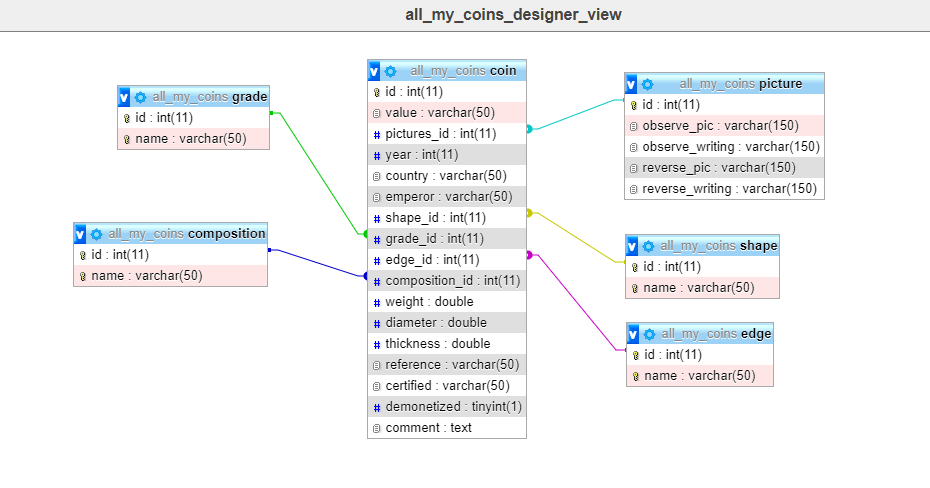 all_my_coins_designer_view
v all_my_coins grade
id : int(11)
name : varchar(50)
v all_my_coins composition
id : int(11)
name : varchar(50)
v all_my_coins coin
id : int(11)
value : varchar(50)
# pictures_id : int(11)
# year : int(11)
country : varchar(50)
emperor : varchar(50)
# shape_id : int(11)
# grade_id : int(11)
# edge_id : int(11)
# composition_id : int(11)
# weight : double
# diameter : double
# thickness : double
reference : varchar(50)
certified : varchar(50)
# demonetized : tinyint(1)
comment : text
v all_my_coins picture
id : int(11)
observe_pic : varchar(150)
observe_writing : varchar(150)
reverse_pic : varchar(150)
reverse_writing : varchar(150)
v all_my_coins shape
id : int(11)
name : varchar(50)
v all_my_coins edge
id : int(11)
name : varchar(50)